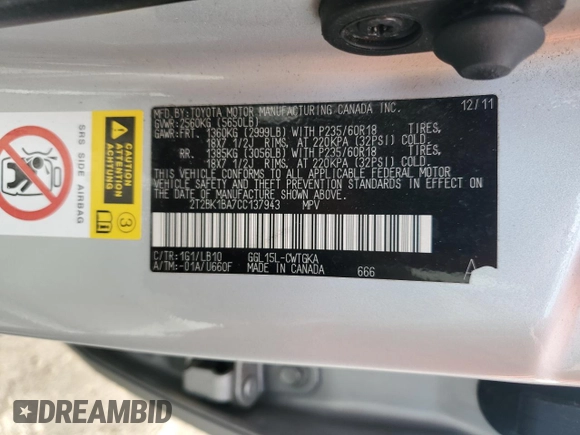 MFD.BY:TOYOTA MOTOR MANUFACTURING CANADA INC. 12/11
GVWR:2560KG (5650LB)
GAWR:FRT. 1360KG (2999LB) WITH P235/60R18 TIRES,
18X7 1/2J RIMS, AT 220KPA (32PSI) COLD.
RR. 1385KG (3056LB) WITH P235/60R18 TIRES,
18X7 1/2J RIMS, AT 220KPA (32PSI) COLD.
THIS VEHICLE CONFORMS TO ALL APPLICABLE FEDERAL MOTOR
VEHICLE SAFETY AND THEFT PREVENTION STANDARDS IN EFFECT ON
THE DATE OF MANUFACTURE SHOWN ABOVE.
2T2BK1BA7CC137943 MPV
C/TR:1G1/LB10 GGL15L-CWTGKA
A/TM:-01A/U660F MADE IN CANADA 666
A
SRS SIDE AIRBAG
3
DREAMBID